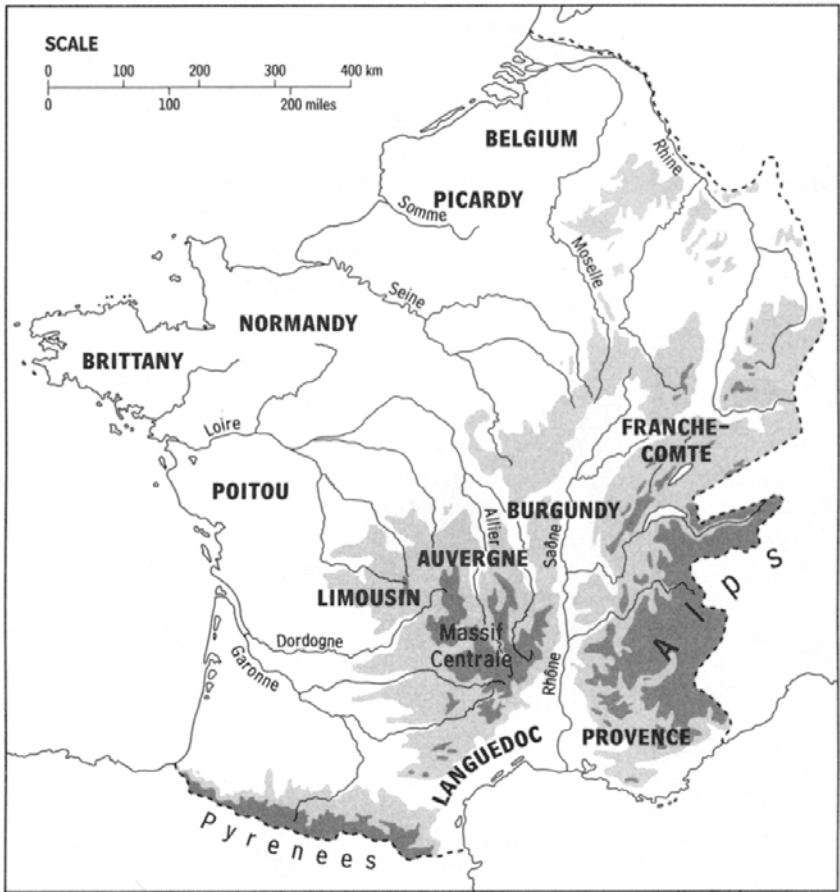 SCALE
0 100 200 300 400 km
0 100 200 miles
BELGIUM
Rhine
PICARDY
Somme
Moselle
Seine
NORMANDY
BRITTANY
Loire
FRANCHE-
COMTE
POITOU
BURGUNDY
Allier
Saône
AUVERGNE
LIMOUSIN
Alps
Massif
Centrale
Dordogne
Garonne
Rhône
PROVENCE
LANGUEDOC
Pyrenees